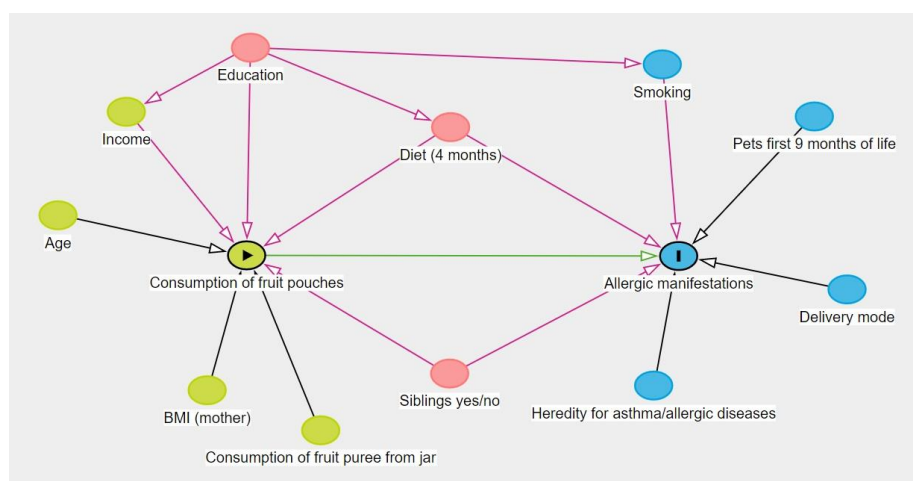 Education
Smoking
Income
Pets first 9 months of life
Diet (4 months)
Age
Consumption of fruit pouches
Allergic manifestations
Delivery mode
Siblings yes/no
Heredity for asthma/allergic diseases
BMI (mother)
Consumption of fruit puree from jar